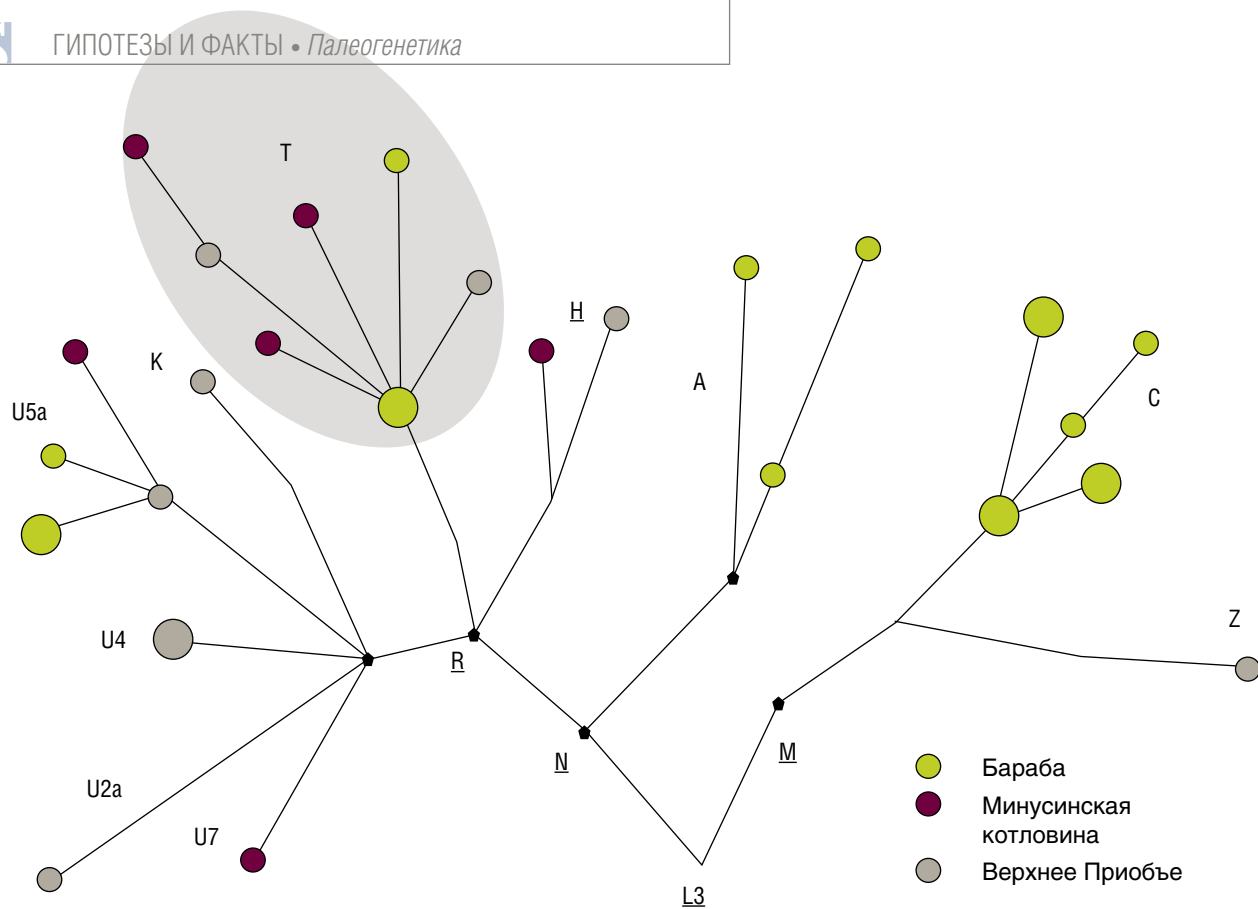 ГИПОТЕЗЫ И ФАКТЫ • Палеогенетика
T
H
K
A
C
U5a
U4
Z
R
N
M
U2a
U7
L3
Бараба
Минусинская
котловина
Верхнее Приобье